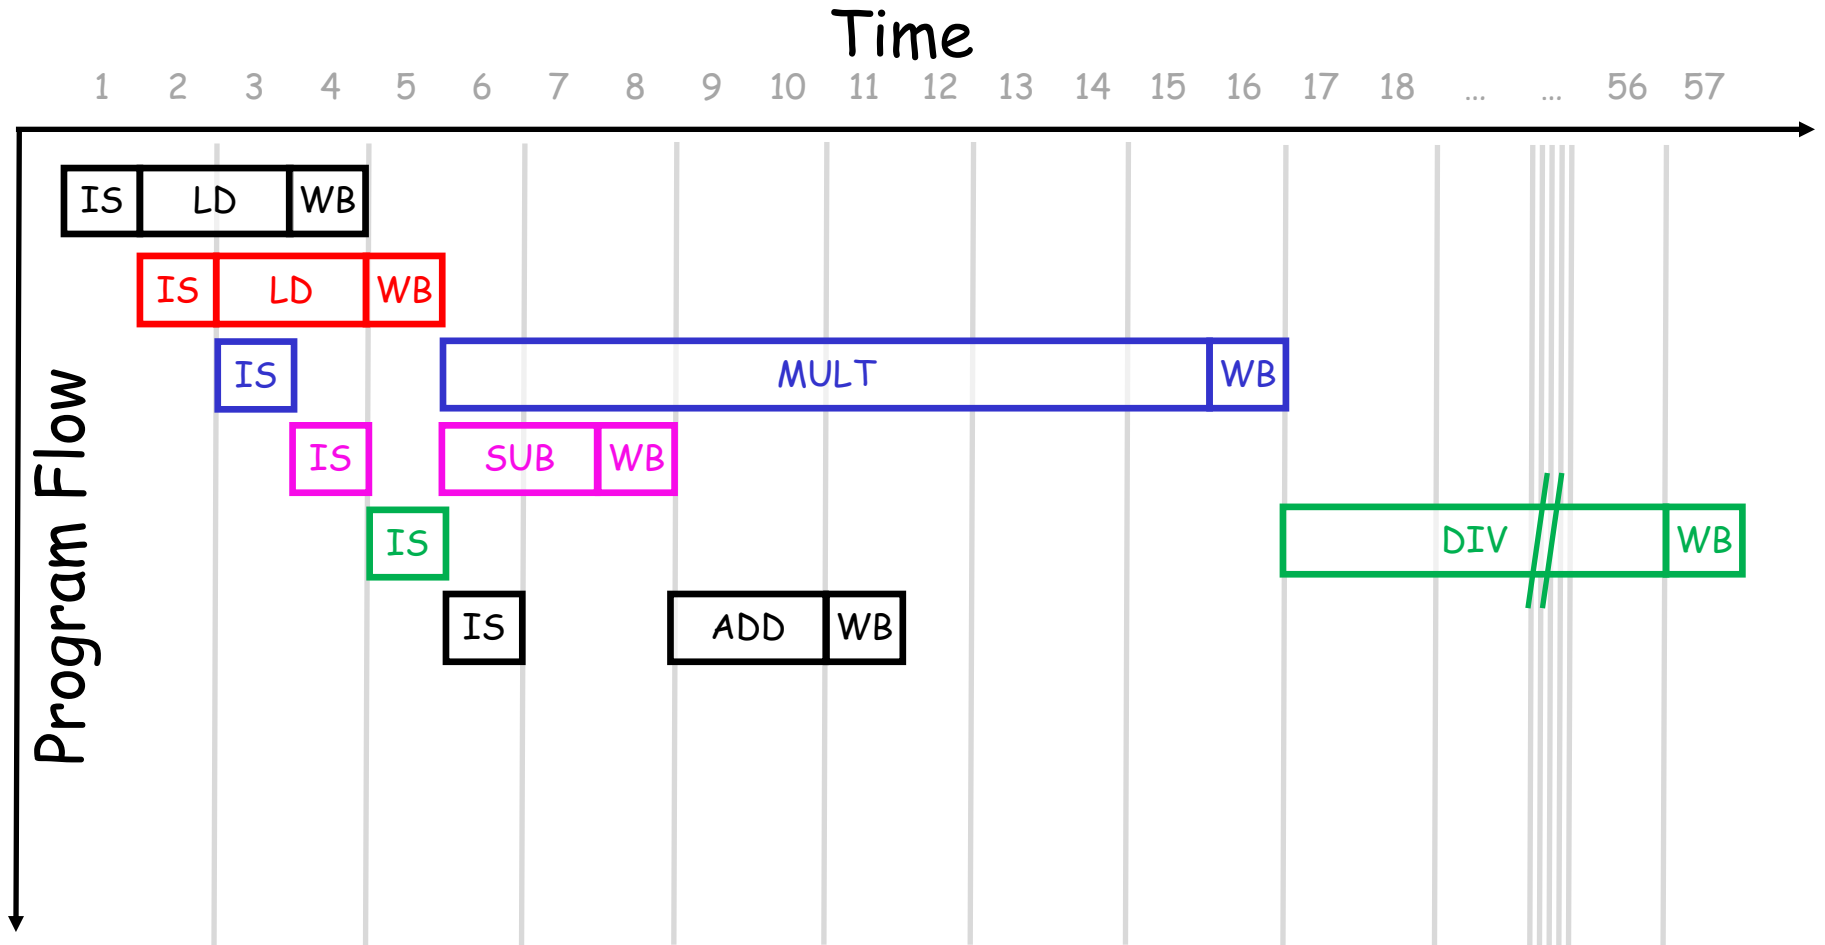 Time
1 2 3 4 5 6 7 8 9 10 11 12 13 14 15 16 17 18 ... ... 56 57
IS LD WB
IS LD WB
IS MULT WB
IS SUB WB
IS DIV WB
IS ADD WB
Program Flow